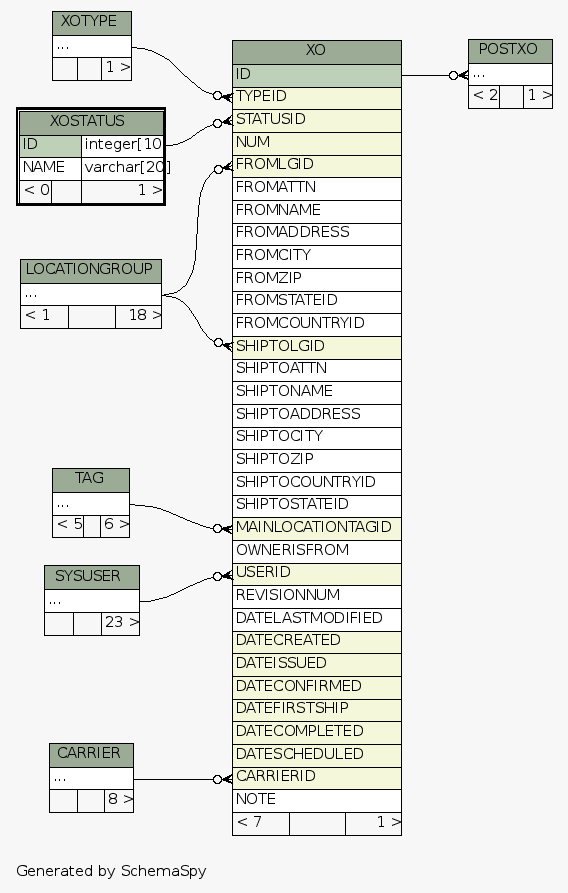 XOTYPE
...
1 >
XOSTATUS
ID integer[10]
NAME varchar[20]
< 0 1 >
LOCATIONGROUP
...
< 1 18 >
TAG
...
< 5 6 >
SYSUSER
...
23 >
CARRIER
...
8 >
XO
ID
TYPEID
STATUSID
NUM
FROMLGID
FROMATTN
FROMNAME
FROMADDRESS
FROMCITY
FROMZIP
FROMSTATEID
FROMCOUNTRYID
SHIPTOLGID
SHIPTOATTN
SHIPTONAME
SHIPTOADDRESS
SHIPTOCITY
SHIPTOZIP
SHIPTOCOUNTRYID
SHIPTOSTATEID
MAINLOCATIONTAGID
OWNERISFROM
USERID
REVISIONNUM
DATELASTMODIFIED
DATECREATED
DATEISSUED
DATECONFIRMED
DATEFIRSTSHIP
DATECOMPLETED
DATESCHEDULED
CARRIERID
NOTE
< 7 1 >
POSTXO
...
< 2 1 >
Generated by SchemaSpy